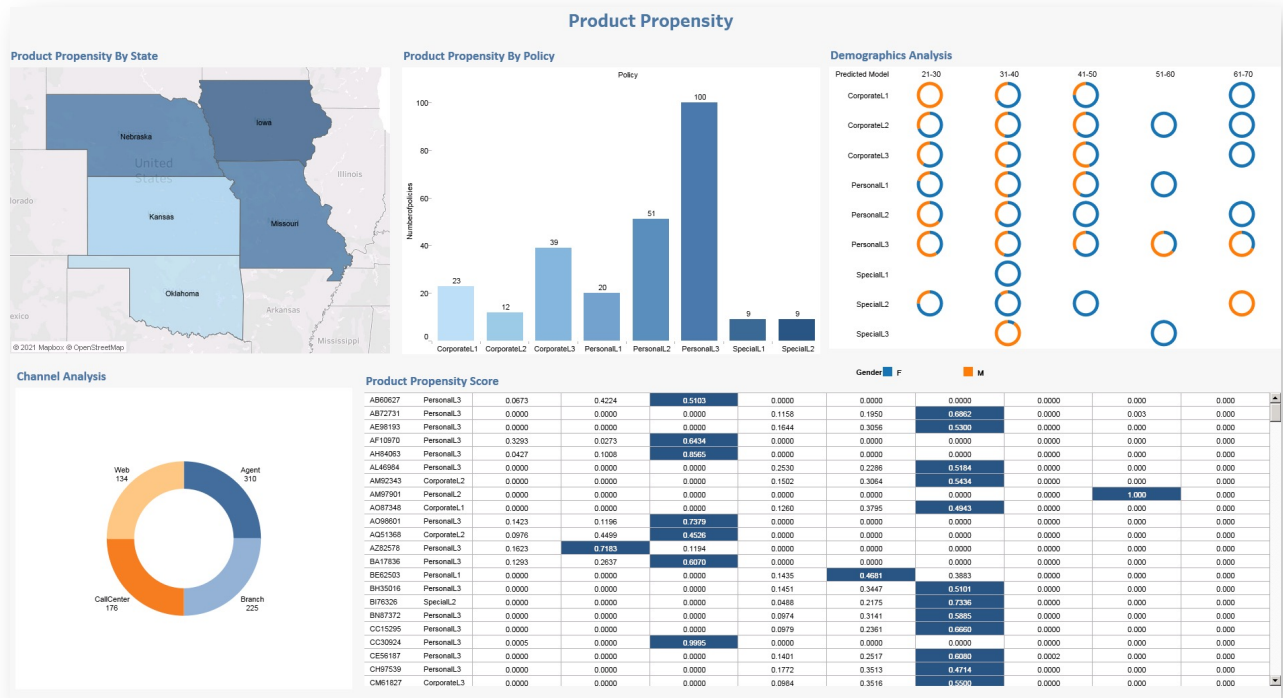 Product Propensity
Product Propensity By State
Nebraska
Iowa
United
States
Illinois
Kansas
Missouri
Oklahoma
Arkansas
Mississippi
lorado
exico
© 2021 Mapbox © OpenStreetMap
Product Propensity By Policy
Policy
Numberofpolicies
100
80
60
40
20
0
23
12
39
20
51
100
9
9
CorporateL1 CorporateL2 CorporateL3 PersonalL1 PersonalL2 PersonalL3 SpecialL1 SpecialL2
Demographics Analysis
Predicted Model 21-30 31-40 41-50 51-60 61-70
CorporateL1
CorporateL2
CorporateL3
PersonalL1
PersonalL2
PersonalL3
SpecialL1
SpecialL2
SpecialL3
Gender F M
Channel Analysis
Web
134
Agent
310
CallCenter
176
Branch
225
Product Propensity Score
AB60627 PersonalL3 0.0673 0.4224 0.5103 0.0000 0.0000 0.0000 0.0000 0.000 0.000
AB72731 PersonalL3 0.0000 0.0000 0.0000 0.1158 0.1950 0.6862 0.0000 0.003 0.000
AE98193 PersonalL3 0.0000 0.0000 0.0000 0.1644 0.3056 0.5300 0.0000 0.000 0.000
AF10970 PersonalL3 0.3293 0.0273 0.6434 0.0000 0.0000 0.0000 0.0000 0.000 0.000
AH84063 PersonalL3 0.0427 0.1008 0.8565 0.0000 0.0000 0.0000 0.0000 0.000 0.000
AL46984 PersonalL3 0.0000 0.0000 0.0000 0.2530 0.2286 0.5184 0.0000 0.000 0.000
AM92343 CorporateL2 0.0000 0.0000 0.0000 0.1502 0.3064 0.5434 0.0000 0.000 0.000
AM97901 PersonalL2 0.0000 0.0000 0.0000 0.0000 0.0000 0.0000 0.0000 1.000 0.000
AO87348 CorporateL1 0.0000 0.0000 0.0000 0.1260 0.3795 0.4943 0.0000 0.000 0.000
AO98601 PersonalL3 0.1423 0.1196 0.7379 0.0000 0.0000 0.0000 0.0000 0.000 0.000
AQ51368 CorporateL2 0.0976 0.4499 0.4526 0.0000 0.0000 0.0000 0.0000 0.000 0.000
AZ82578 PersonalL3 0.1623 0.7183 0.1194 0.0000 0.0000 0.0000 0.0000 0.000 0.000
BA17836 PersonalL3 0.1293 0.2637 0.6070 0.0000 0.0000 0.0000 0.0000 0.000 0.000
BE62503 PersonalL1 0.0000 0.0000 0.0000 0.1435 0.4681 0.3883 0.0000 0.000 0.000
BH35016 PersonalL3 0.0000 0.0000 0.0000 0.1451 0.3447 0.5101 0.0000 0.000 0.000
BI76326 SpecialL2 0.0000 0.0000 0.0000 0.0488 0.2175 0.7336 0.0000 0.000 0.000
BN87372 PersonalL3 0.0000 0.0000 0.0000 0.0974 0.3141 0.5885 0.0000 0.000 0.000
CC15295 PersonalL3 0.0000 0.0000 0.0000 0.0979 0.2361 0.6660 0.0000 0.000 0.000
CC30924 PersonalL3 0.0005 0.0000 0.9995 0.0000 0.0000 0.0000 0.0000 0.000 0.000
CE56187 PersonalL3 0.0000 0.0000 0.0000 0.1401 0.2517 0.6080 0.0002 0.000 0.000
CH97539 PersonalL3 0.0000 0.0000 0.0000 0.1772 0.3513 0.4714 0.0000 0.000 0.000
CM61827 CorporateL3 0.0000 0.0000 0.0000 0.0984 0.3516 0.5500 0.0000 0.000 0.000